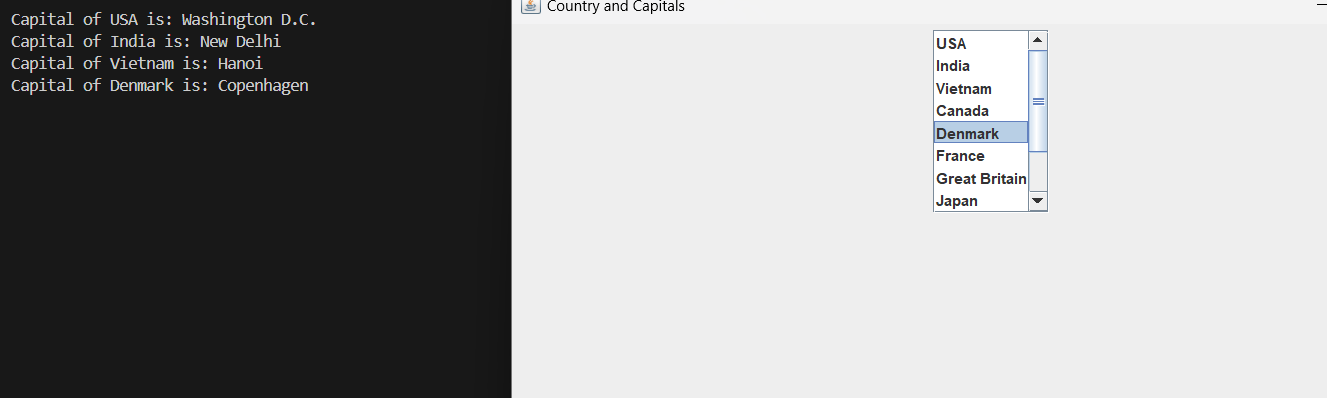 Capital of USA is: Washington D.C.
Capital of India is: New Delhi
Capital of Vietnam is: Hanoi
Capital of Denmark is: Copenhagen
Country and Capitals
USA
India
Vietnam
Canada
Denmark
France
Great Britain
Japan